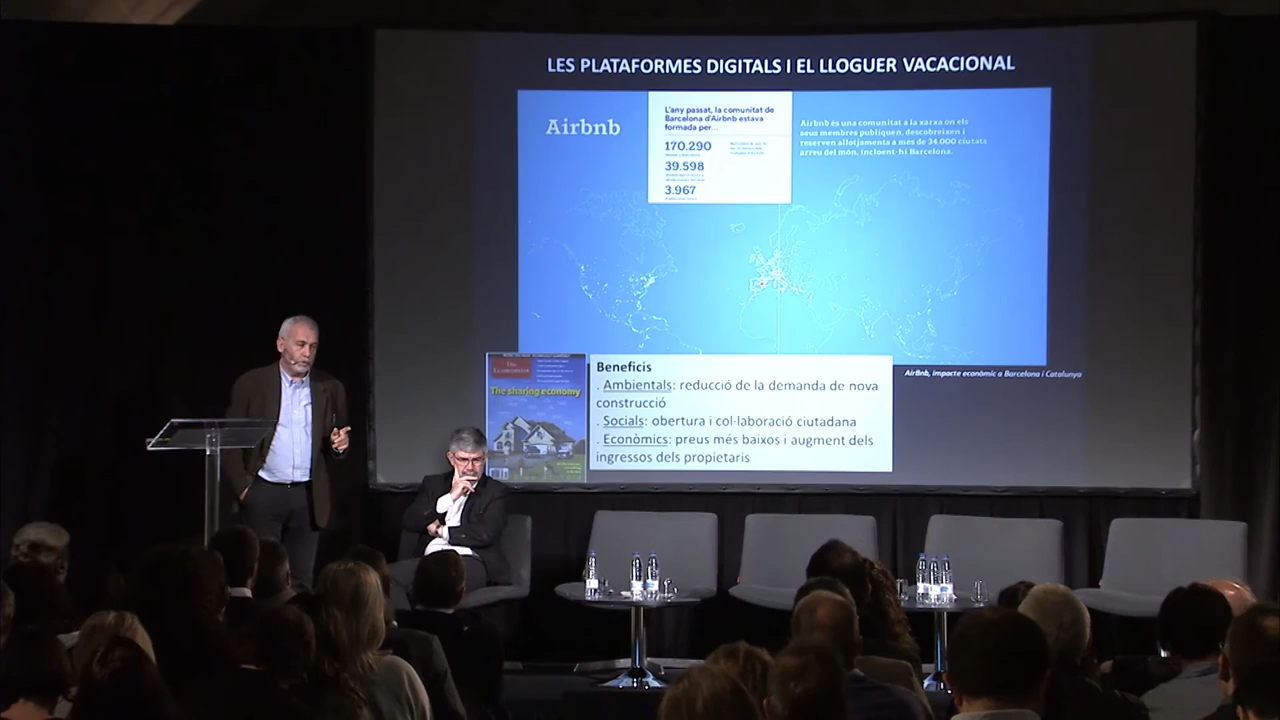 LES PLATAFORMES DIGITALS I EL LLOGUER VACACIONAL
Airbnb
L'any passat, la comunitat de
Barcelona d'Airbnb estava
formada per...
170.290
39.598
3.967
Airbnb és una comunitat a la xarxa on els
seus membres publiquen, descobreixen i
reserven allotjaments a més de 34.000 ciutats
arreu del món, incloent-hi Barcelona.
AirBnb, impacte econòmic a Barcelona i Catalunya
The
Economist
The sharing economy
Beneficis
. Ambientals: reducció de la demanda de nova
construcció
. Socials: obertura i col·laboració ciutadana
. Econòmics: preus més baixos i augment dels
ingressos dels propietaris